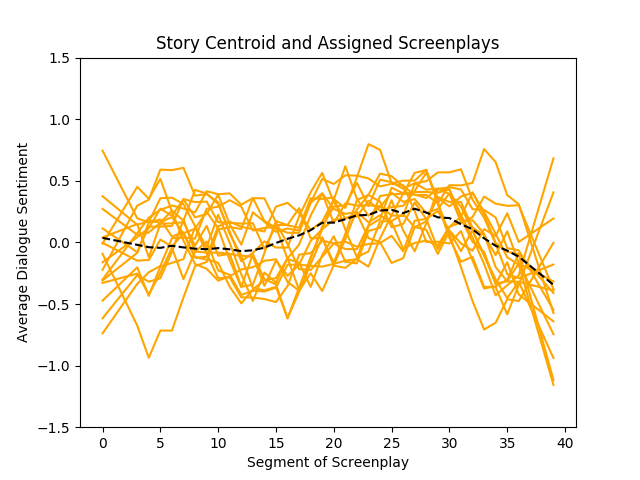 Story Centroid and Assigned Screenplays
1.5
1.0
0.5
0.0
−0.5
−1.0
−1.5
Average Dialogue Sentiment
0 5 10 15 20 25 30 35 40
Segment of Screenplay